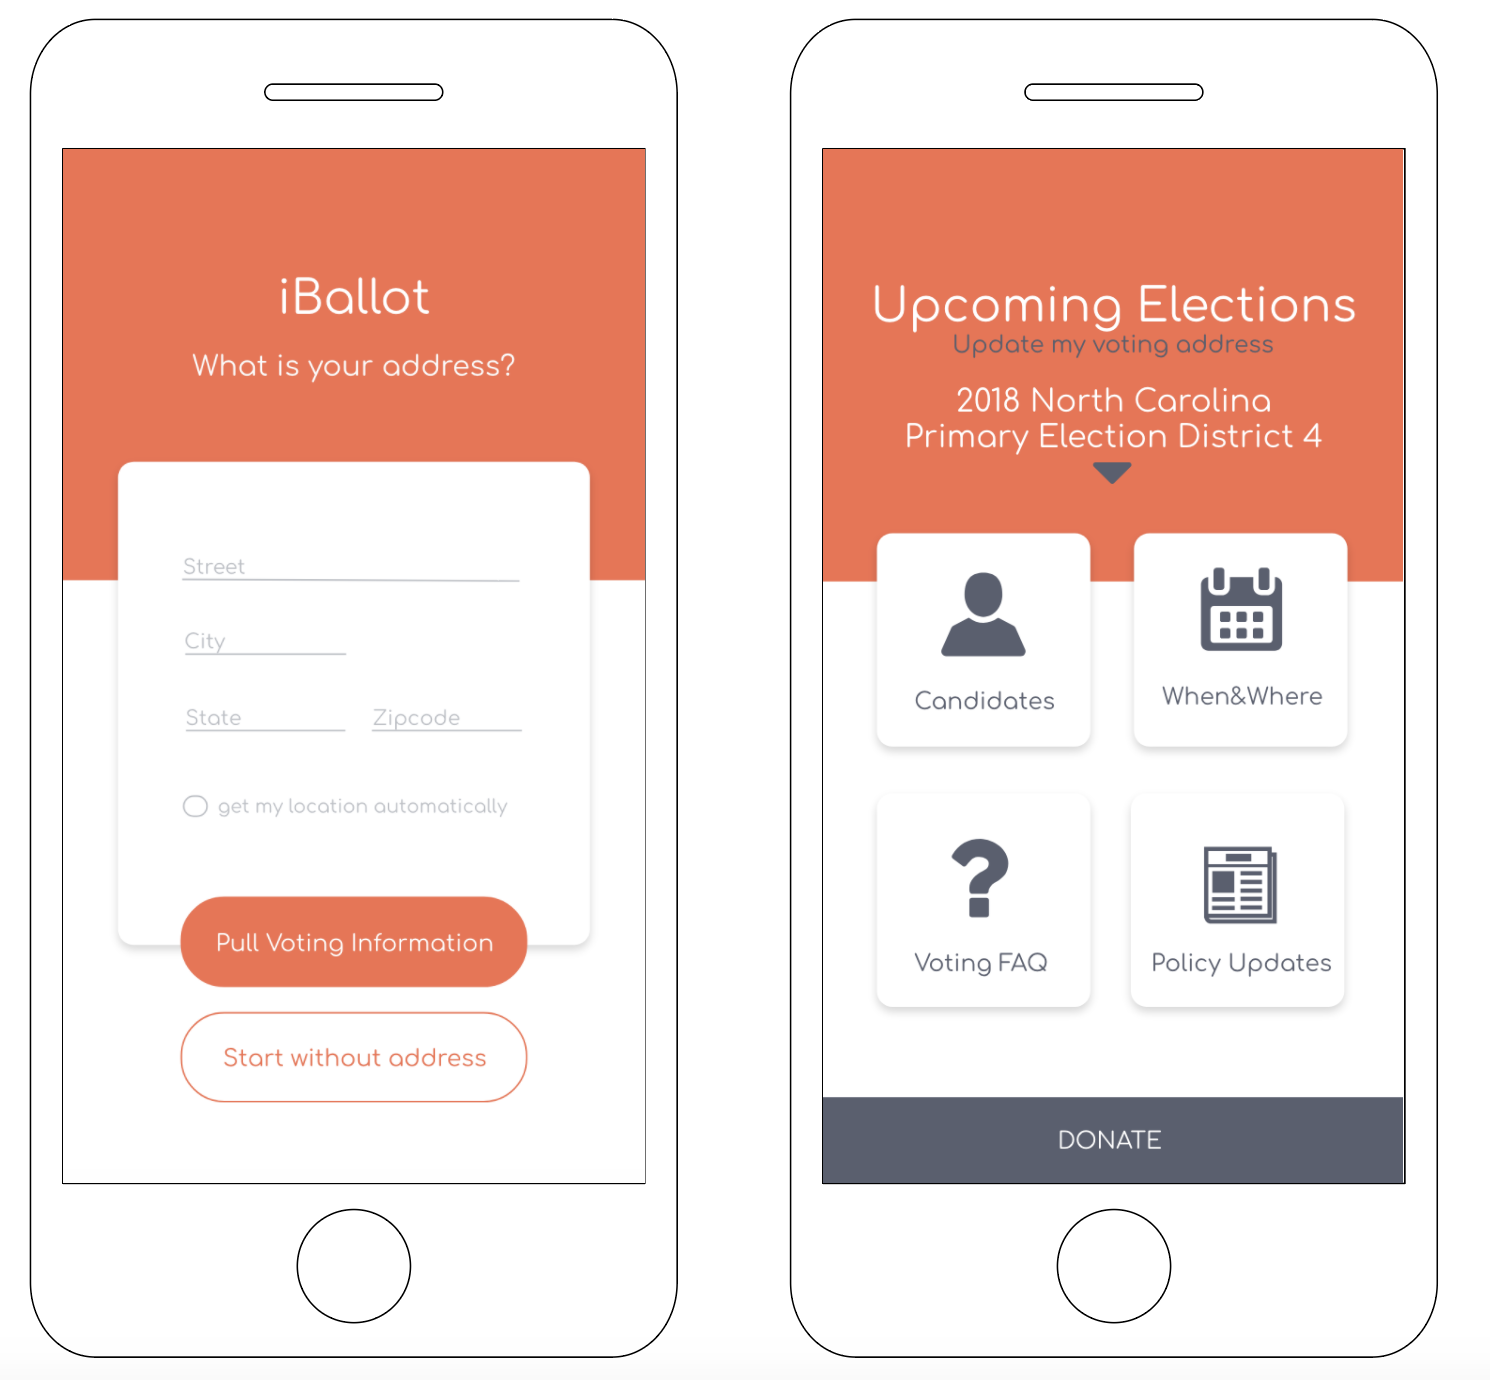 iBallot
What is your address?
Street
City
State
Zipcode
get my location automatically
Pull Voting Information
Start without address
Upcoming Elections
Update my voting address
2018 North Carolina
Primary Election District 4
Candidates
When&Where
Voting FAQ
Policy Updates
DONATE